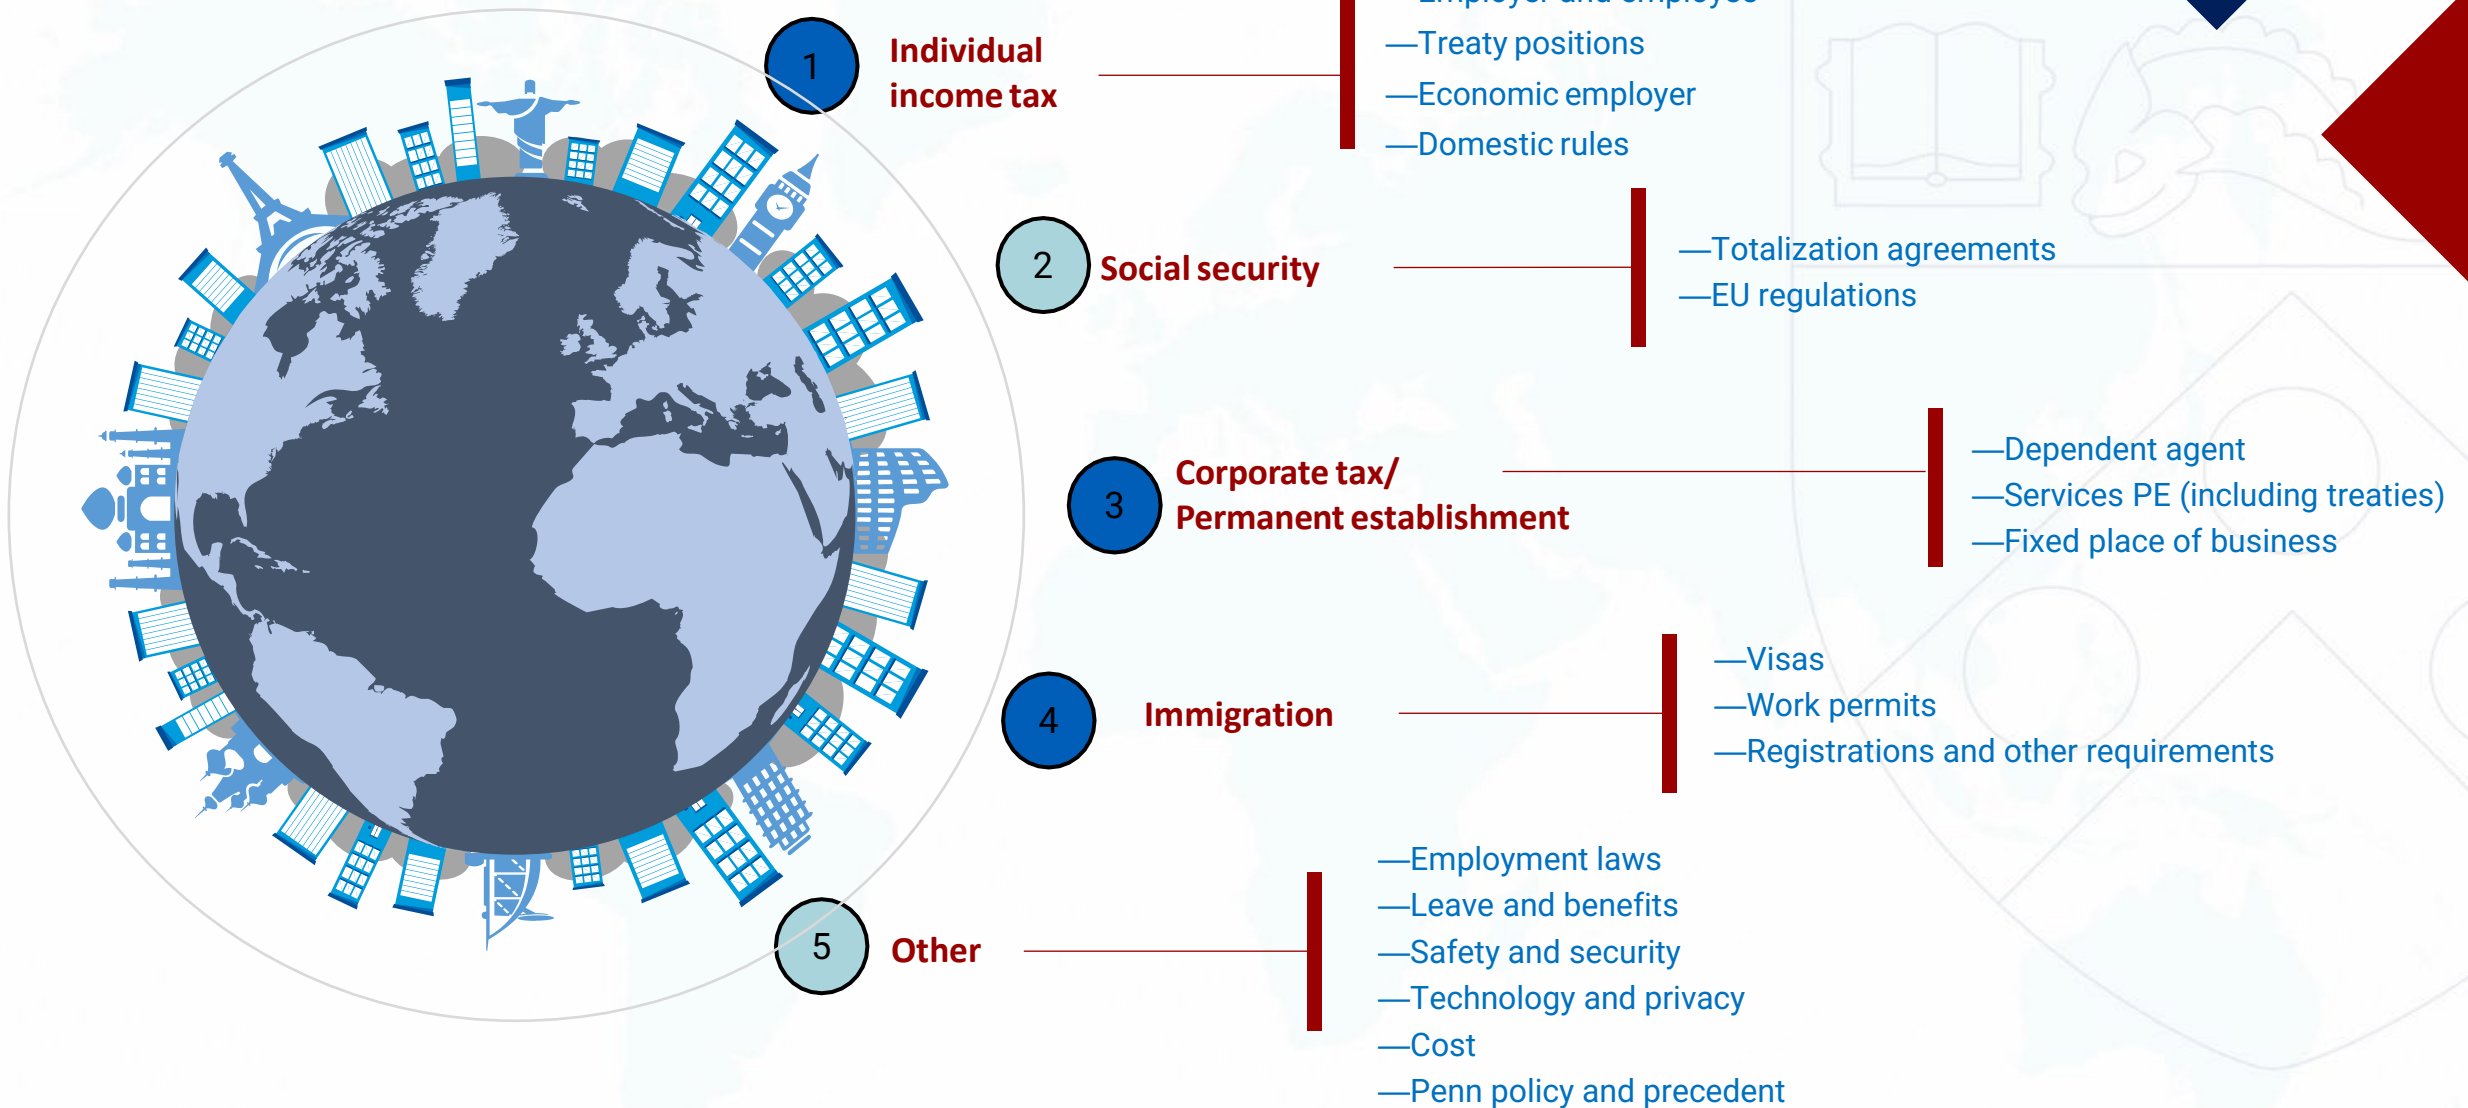 —Employer and employee
1
Individual
income tax
—Treaty positions
—Economic employer
—Domestic rules
2
Social security
—Totalization agreements
—EU regulations
3
Corporate tax/
Permanent establishment
—Dependent agent
—Services PE (including treaties)
—Fixed place of business
4
Immigration
—Visas
—Work permits
—Registrations and other requirements
5
Other
—Employment laws
—Leave and benefits
—Safety and security
—Technology and privacy
—Cost
—Penn policy and precedent